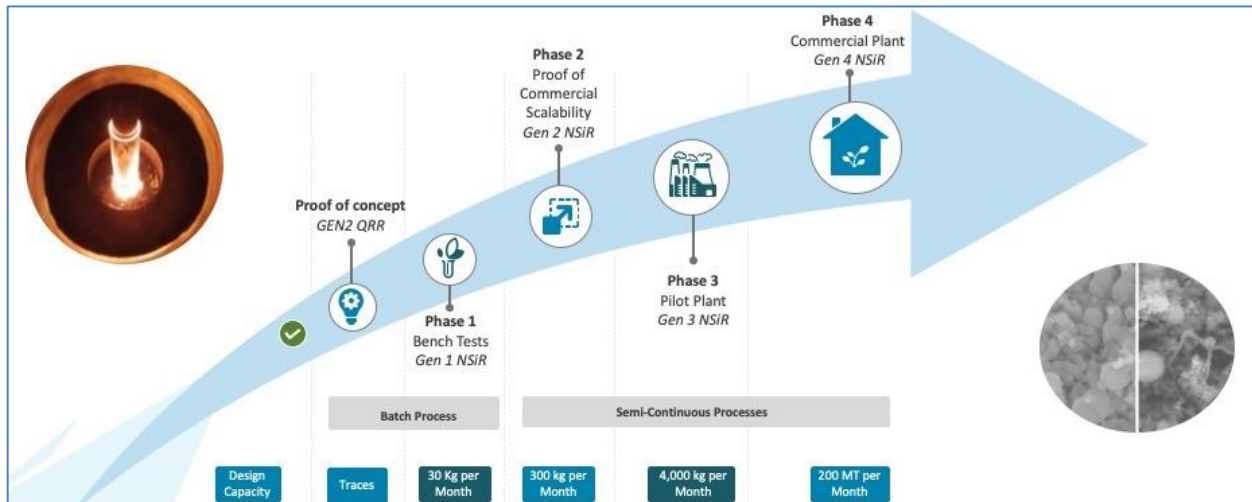 Phase 4
Commercial Plant
Gen 4 NSiR
Phase 2
Proof of
Commercial
Scalability
Gen 2 NSiR
Proof of concept
GEN2 QRR
Phase 3
Pilot Plant
Gen 3 NSiR
Phase 1
Bench Tests
Gen 1 NSiR
Batch Process
Semi-Continuous Processes
Design
Capacity
Traces
30 Kg per
Month
300 kg per
Month
4,000 kg per
Month
200 MT per
Month